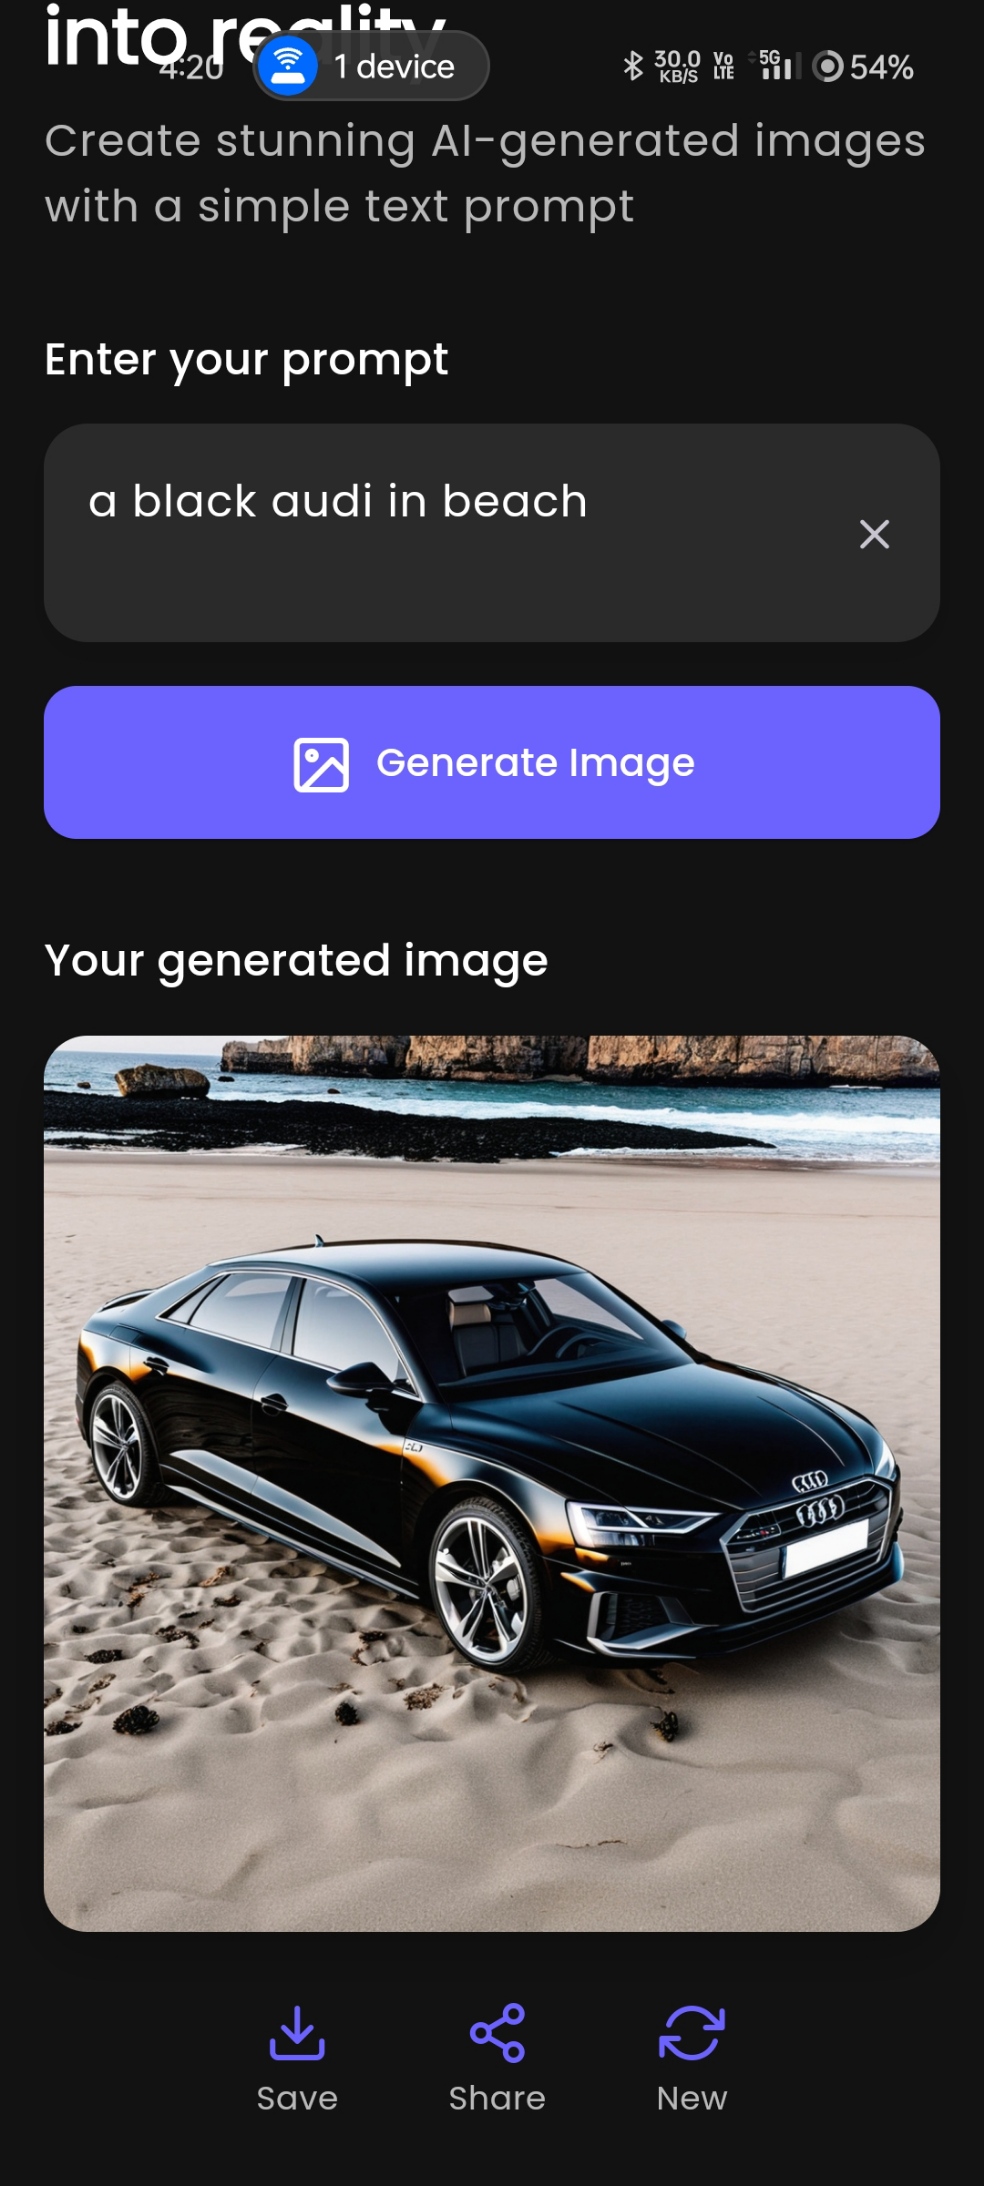 into reality
4:20
1 device
30.0
KB/S
Vo
LTE
5G
54%
Create stunning AI-generated images
with a simple text prompt
Enter your prompt
a black audi in beach
Generate Image
Your generated image
Save
Share
New